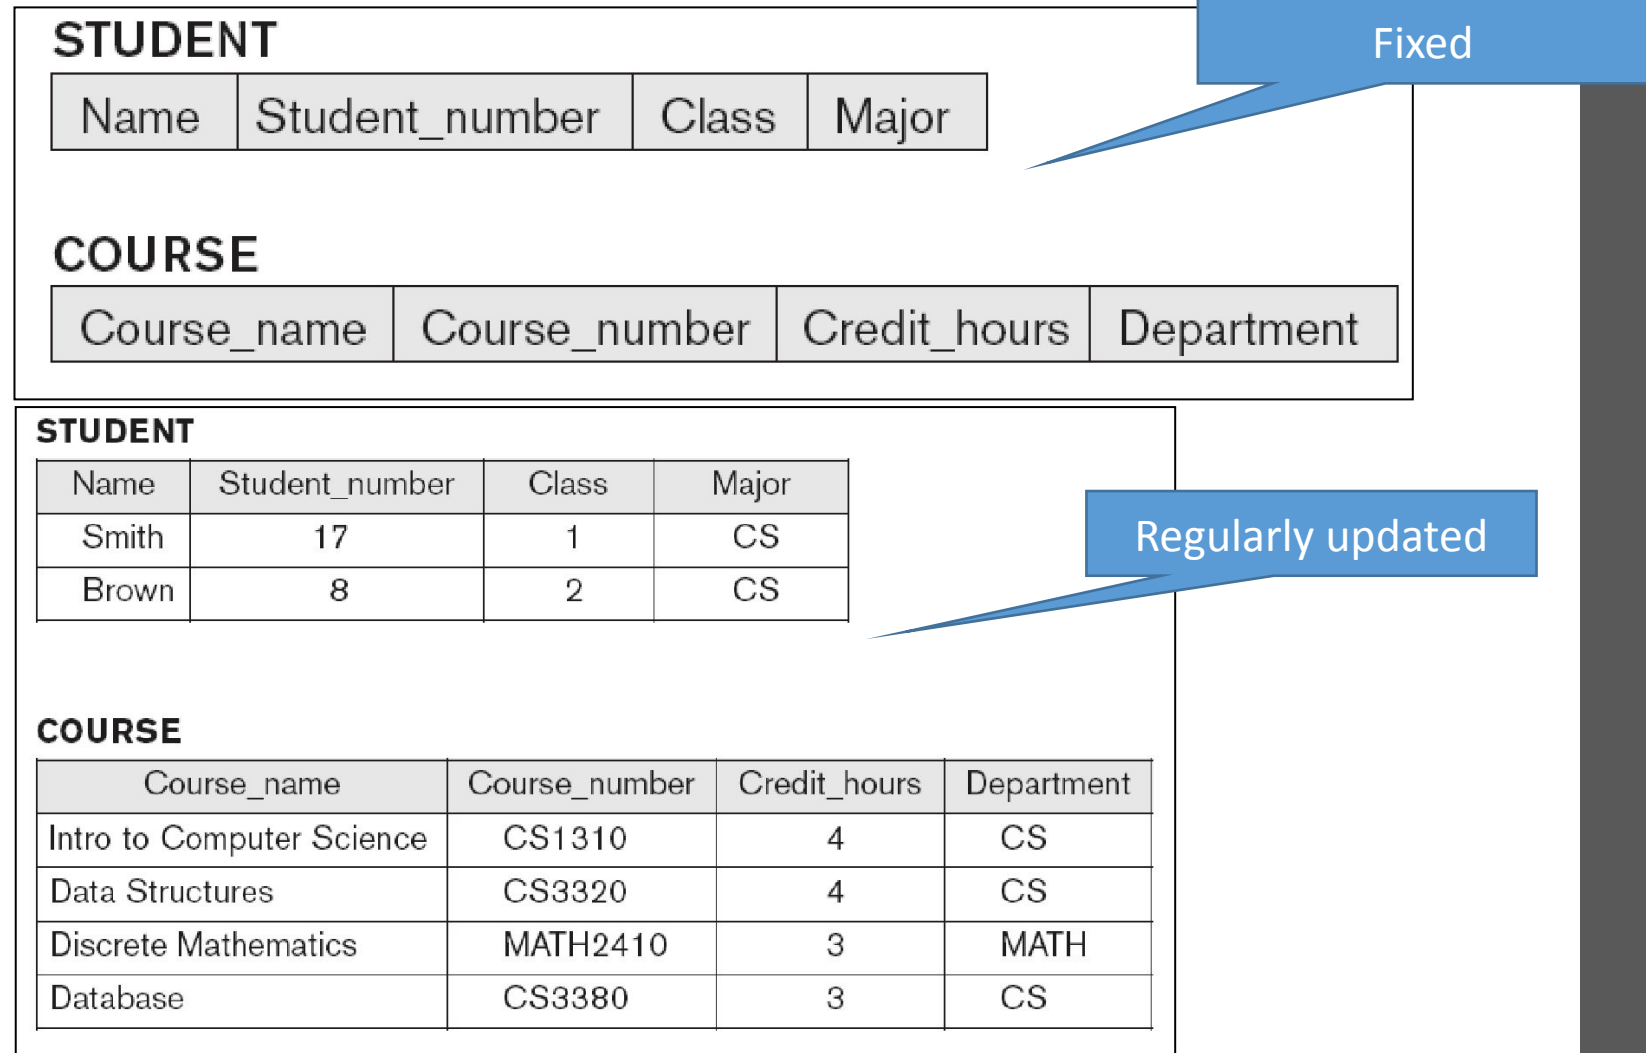 Fixed
STUDENT
Name Student_number Class Major
COURSE
Course_name Course_number Credit_hours Department
STUDENT
Name Student_number Class Major
Smith 17 1 CS
Brown 8 2 CS
Regularly updated
COURSE
Course_name Course_number Credit_hours Department
Intro to Computer Science CS1310 4 CS
Data Structures CS3320 4 CS
Discrete Mathematics MATH2410 3 MATH
Database CS3380 3 CS